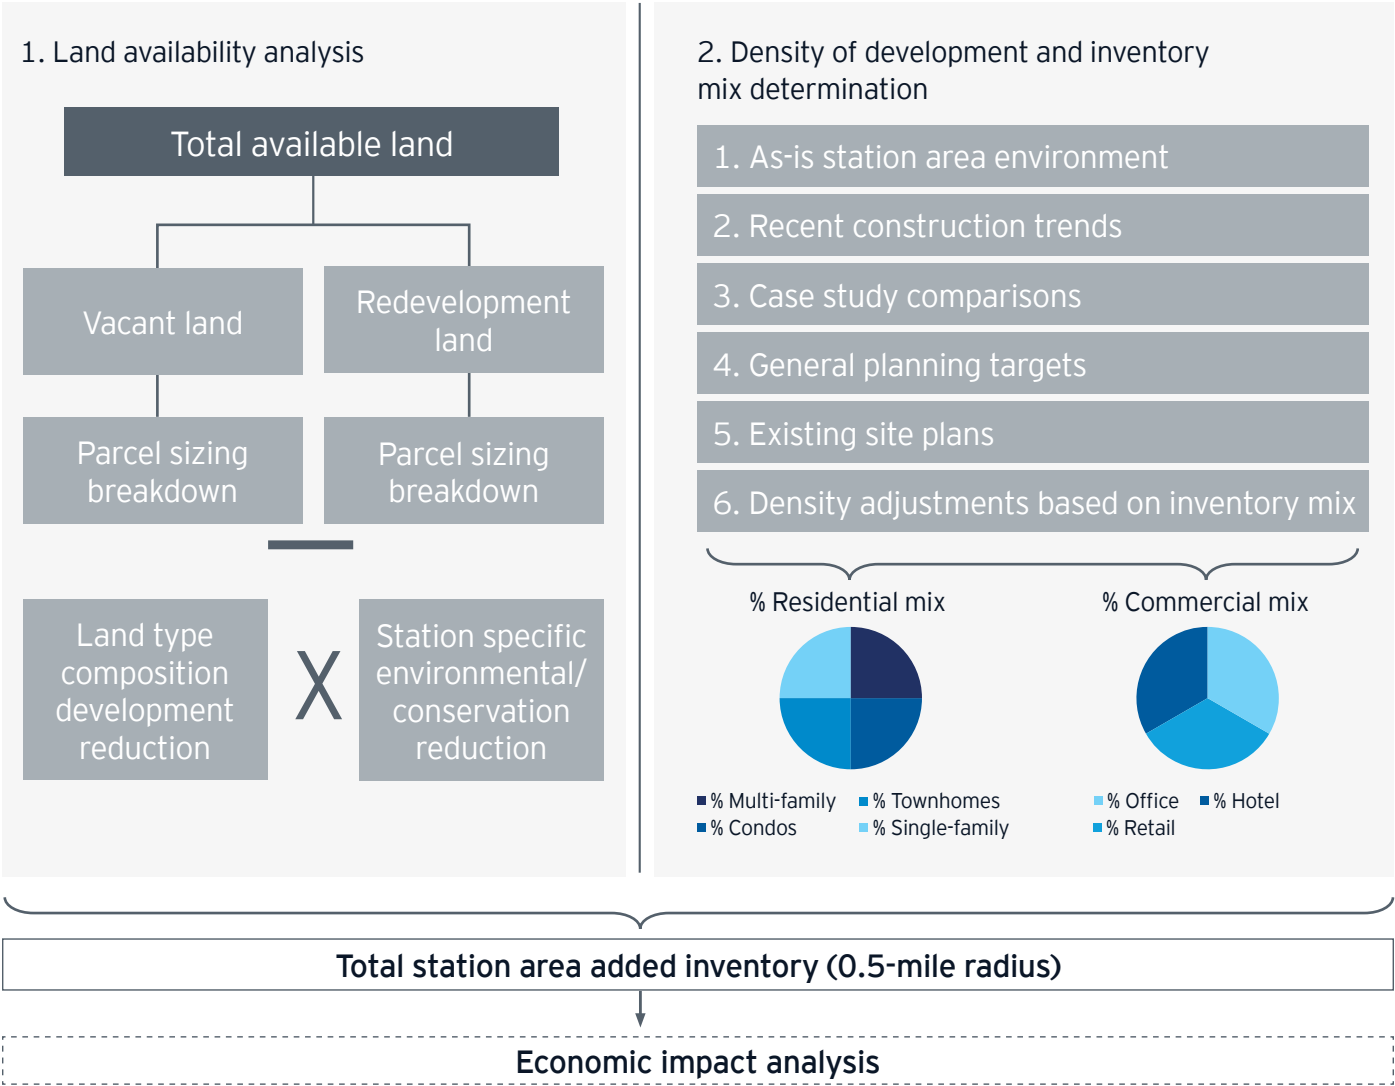 1. Land availability analysis
Total available land
Vacant land
Redevelopment
land
Parcel sizing
breakdown
Parcel sizing
breakdown
Land type
composition
development
reduction
X
Station specific
environmental/
conservation
reduction
2. Density of development and inventory
mix determination
1. As-is station area environment
2. Recent construction trends
3. Case study comparisons
4. General planning targets
5. Existing site plans
6. Density adjustments based on inventory mix
% Residential mix
% Multi-family
% Townhomes
% Condos
% Single-family
% Commercial mix
% Office
% Hotel
% Retail
Total station area added inventory (0.5-mile radius)
Economic impact analysis